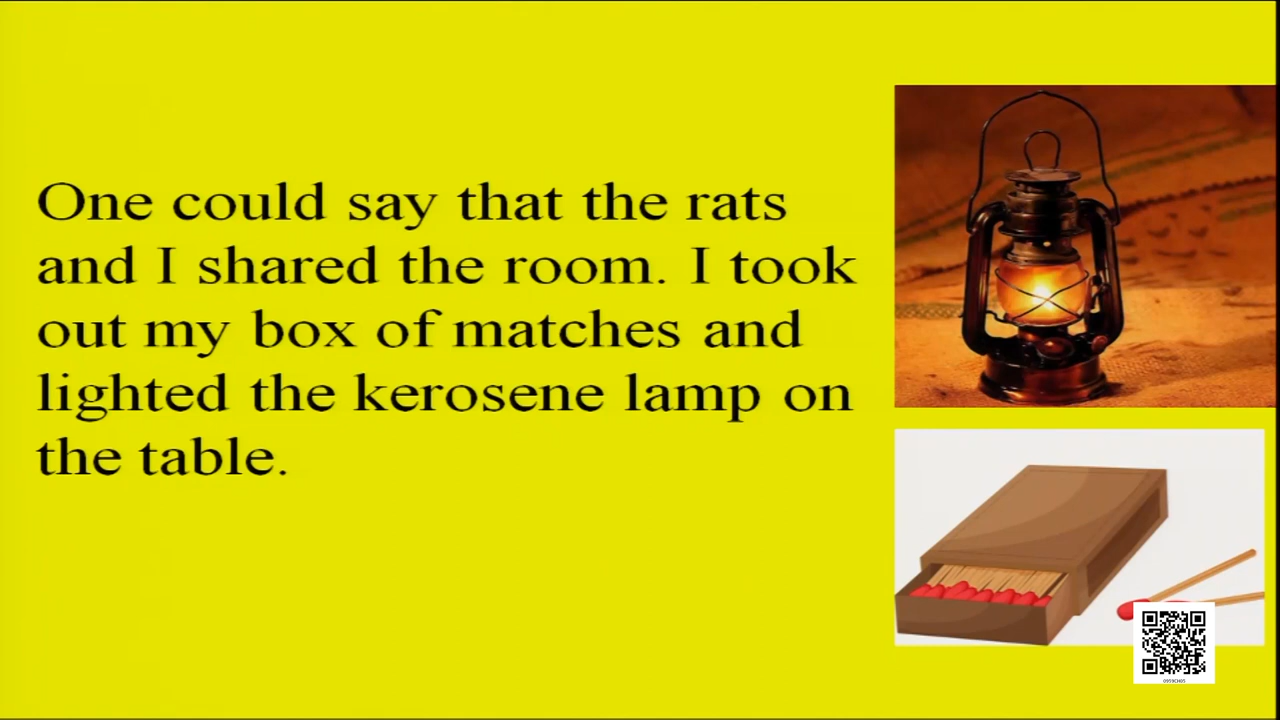 One could say that the rats
and I shared the room. I took
out my box of matches and
lighted the kerosene lamp on
the table.